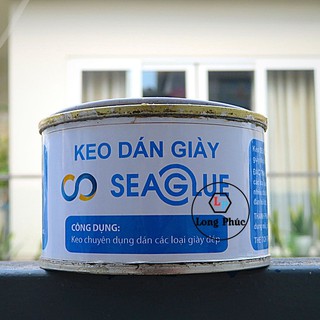 KEO DÁN GIÀY
SEAGLUE
L
Long Phúc
CÔNG DỤNG:
Keo chuyên dụng dán các loại giày dép